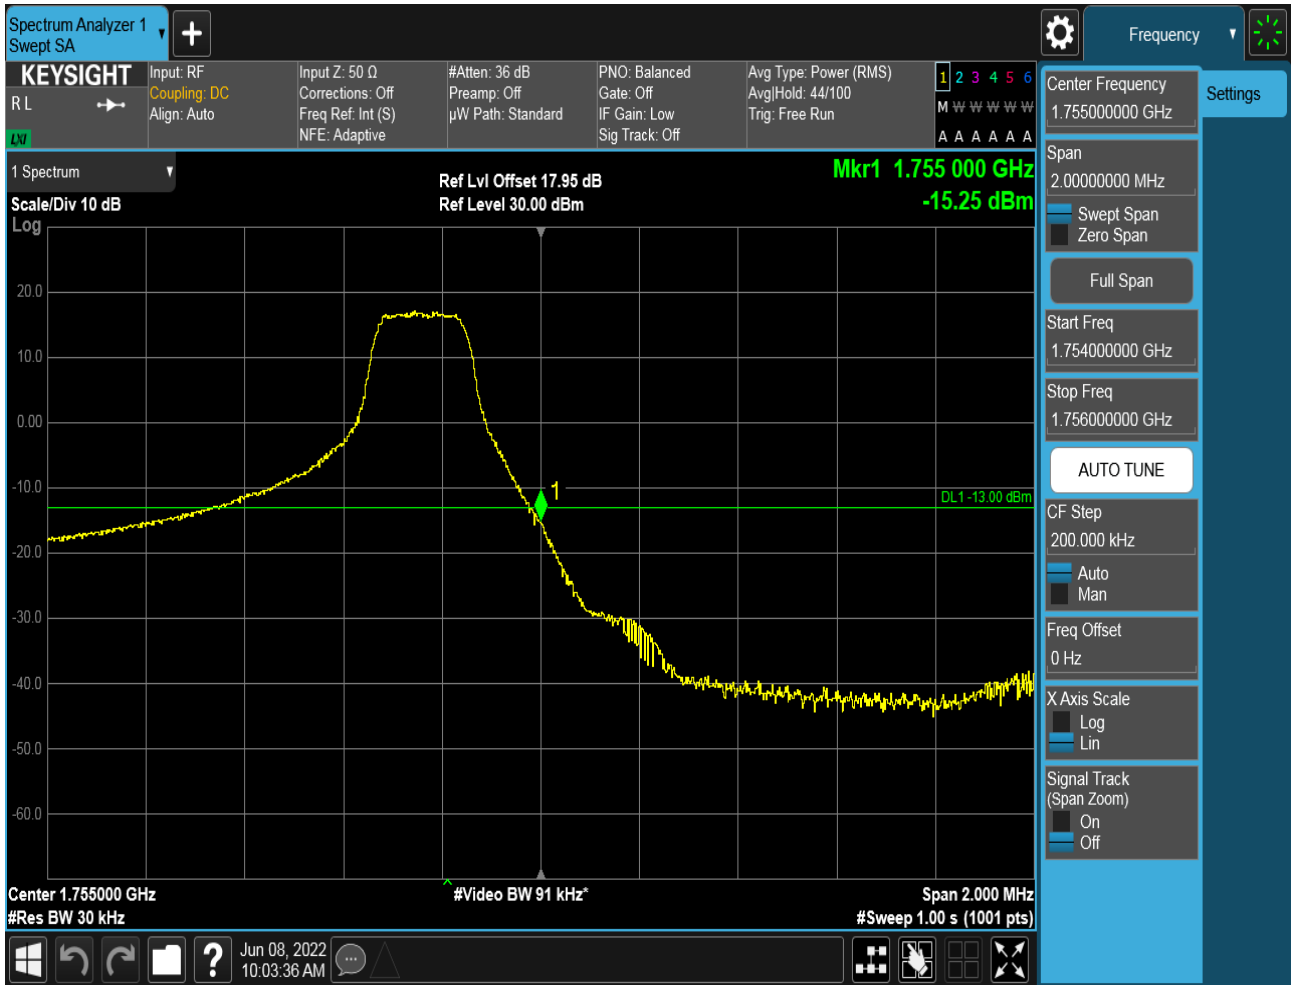 Spectrum Analyzer 1
Swept SA
Frequency
KEYSIGHT
R L
LXI
Input: RF
Coupling: DC
Align: Auto
Input Z: 50 Ω
Corrections: Off
Freq Ref: Int (S)
NFE: Adaptive
#Atten: 36 dB
Preamp: Off
µW Path: Standard
PNO: Balanced
Gate: Off
IF Gain: Low
Sig Track: Off
Avg Type: Power (RMS)
Avg|Hold: 44/100
Trig: Free Run
1 2 3 4 5 6
M W W W W W
A A A A A A
Settings
1 Spectrum
Scale/Div 10 dB
Log
Ref Lvl Offset 17.95 dB
Ref Level 30.00 dBm
Mkr1 1.755 000 GHz
-15.25 dBm
20.0
10.0
0.00
-10.0
-20.0
-30.0
-40.0
-50.0
-60.0
1
DL1 -13.00 dBm
Center 1.755000 GHz
#Res BW 30 kHz
#Video BW 91 kHz*
Span 2.000 MHz
#Sweep 1.00 s (1001 pts)
Center Frequency
1.755000000 GHz
Span
2.00000000 MHz
Swept Span
Zero Span
Full Span
Start Freq
1.754000000 GHz
Stop Freq
1.756000000 GHz
AUTO TUNE
CF Step
200.000 kHz
Auto
Man
Freq Offset
0 Hz
X Axis Scale
Log
Lin
Signal Track
(Span Zoom)
On
Off
?
Jun 08, 2022
10:03:36 AM